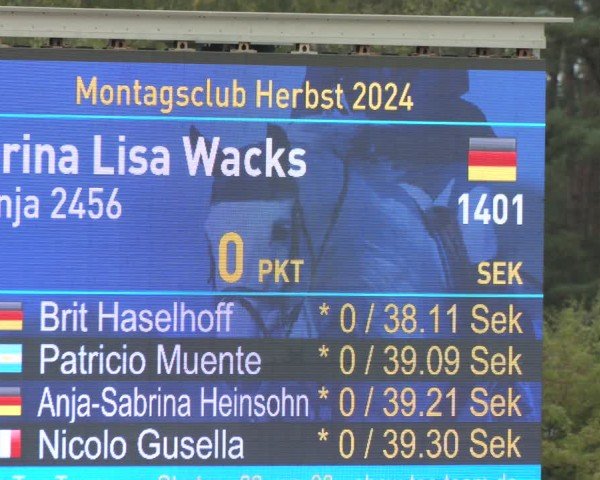 Montagsclub Herbst 2024
rina Lisa Wacks
nja 2456
1401
0 PKT
SEK
Brit Haselhoff * 0 / 38.11 Sek
Patricio Muente * 0 / 39.09 Sek
Anja-Sabrina Heinsohn * 0 / 39.21 Sek
Nicolo Gusella * 0 / 39.30 Sek